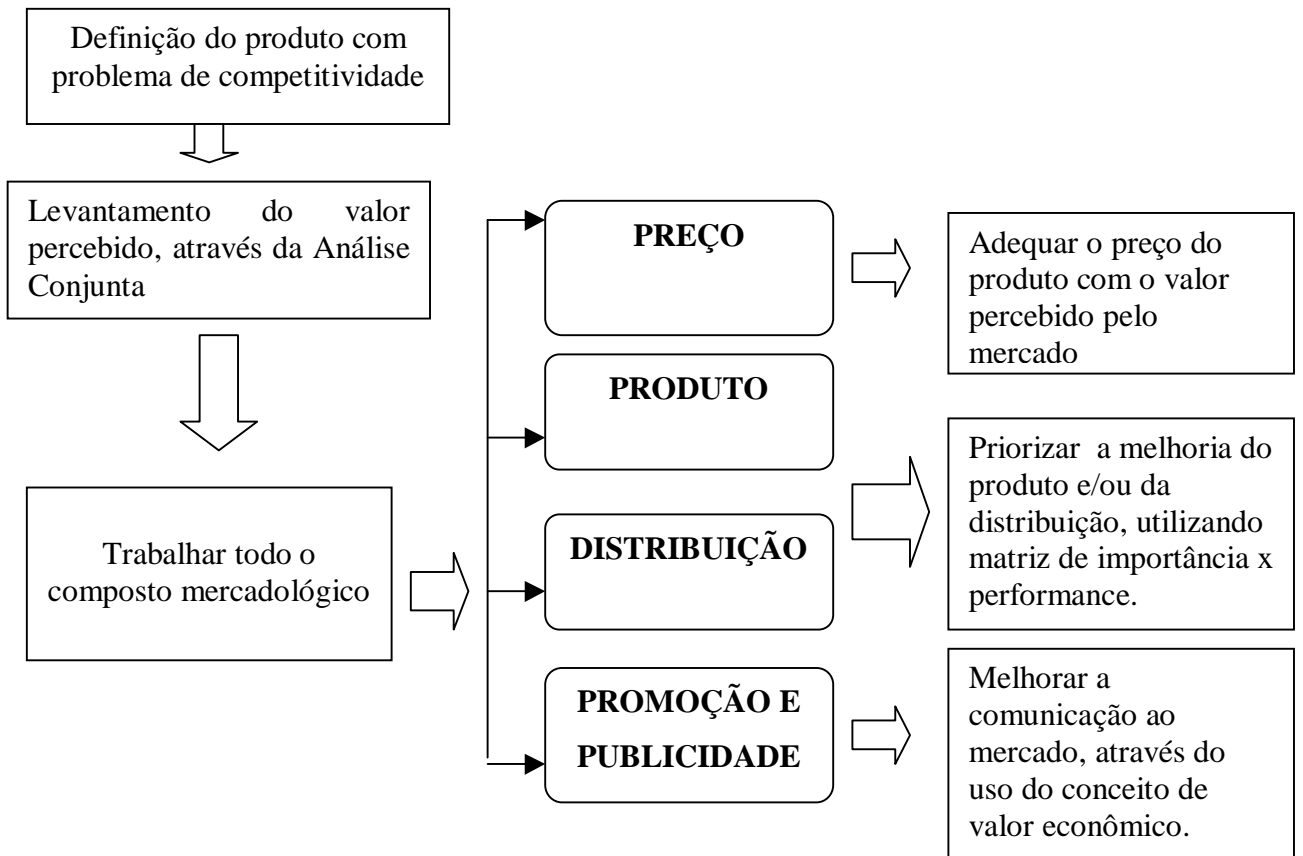 Definição do produto com
problema de competitividade
Levantamento do valor
percebido, através da Análise
Conjunta
Trabalhar todo o
composto mercadológico
PREÇO
PRODUTO
DISTRIBUIÇÃO
PROMOÇÃO E
PUBLICIDADE
Adequar o preço do
produto com o valor
percebido pelo
mercado
Priorizar a melhoria do
produto e/ou da
distribuição, utilizando
matriz de importância x
performance.
Melhorar a
comunicação ao
mercado, através do
uso do conceito de
valor econômico.